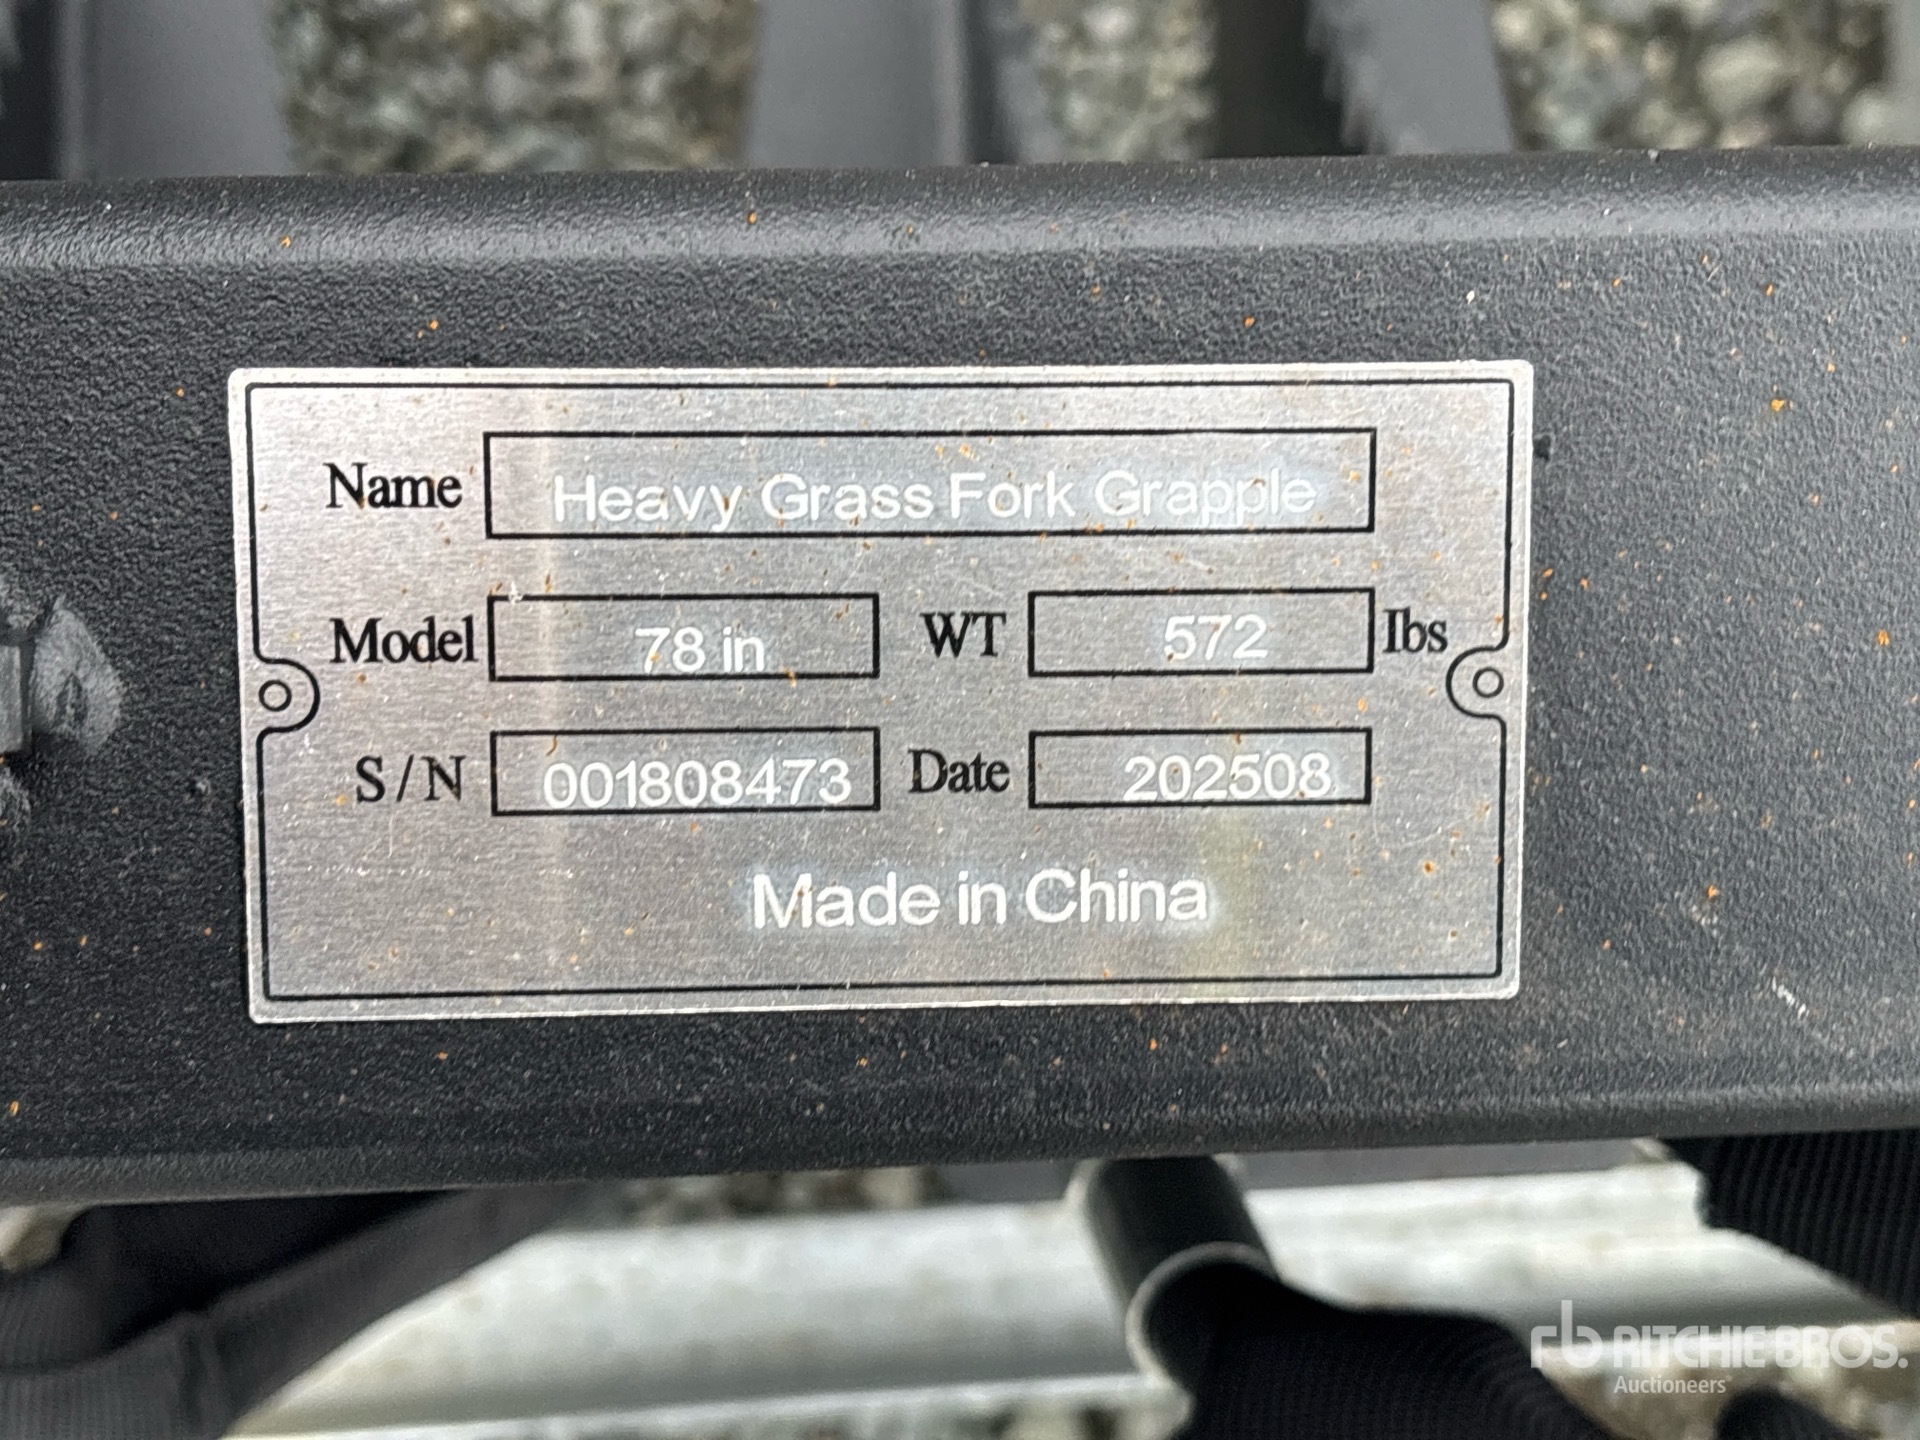 Name Heavy Grass Fork Grapple
Model 78 in WT 572 lbs
S/N 001808473 Date 202508
Made in China
rb RITCHIE BROS.
Auctioneers